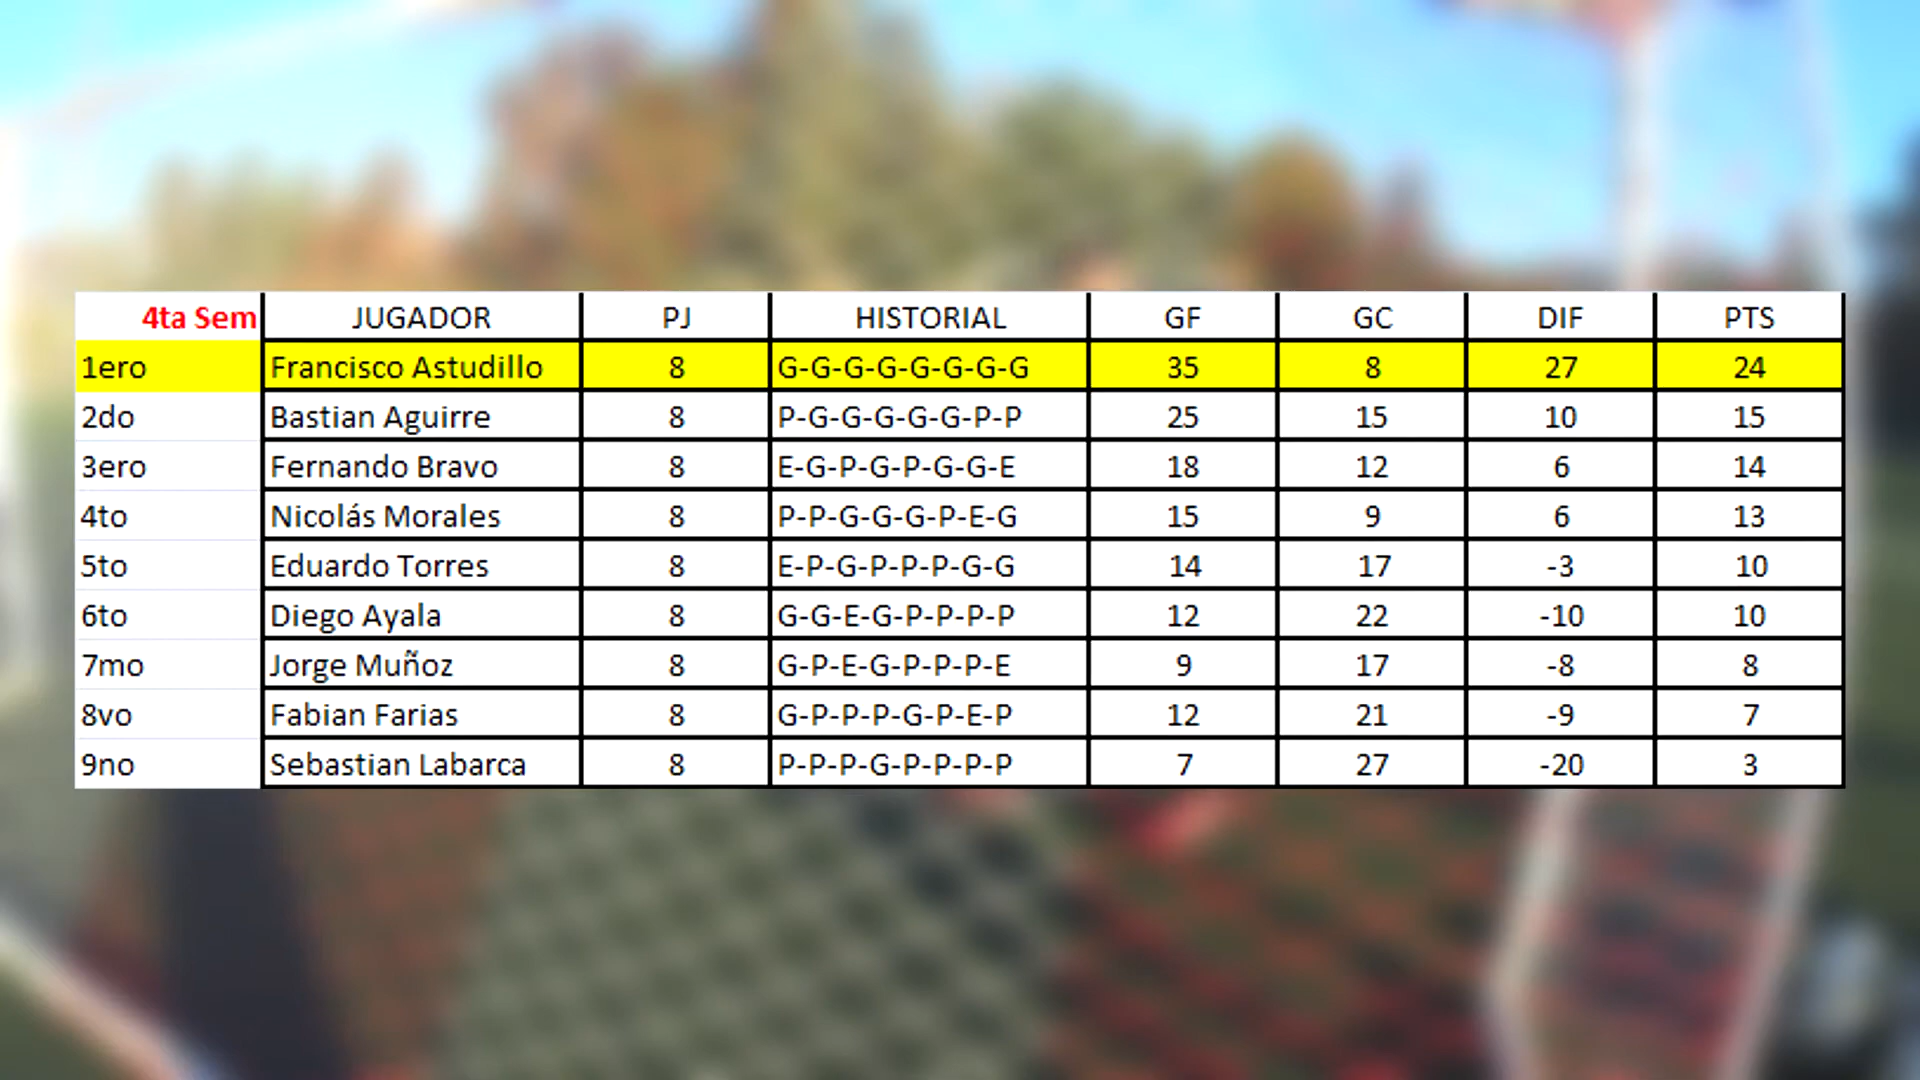 4ta Sem JUGADOR PJ HISTORIAL GF GC DIF PTS
1ero Francisco Astudillo 8 G-G-G-G-G-G-G-G 35 8 27 24
2do Bastian Aguirre 8 P-G-G-G-G-G-P-P 25 15 10 15
3ero Fernando Bravo 8 E-G-P-G-P-G-G-E 18 12 6 14
4to Nicolás Morales 8 P-P-G-G-G-P-E-G 15 9 6 13
5to Eduardo Torres 8 E-P-G-P-P-P-G-G 14 17 -3 10
6to Diego Ayala 8 G-G-E-G-P-P-P-P 12 22 -10 10
7mo Jorge Muñoz 8 G-P-E-G-P-P-P-E 9 17 -8 8
8vo Fabian Farias 8 G-P-P-P-G-P-E-P 12 21 -9 7
9no Sebastian Labarca 8 P-P-P-G-P-P-P-P 7 27 -20 3